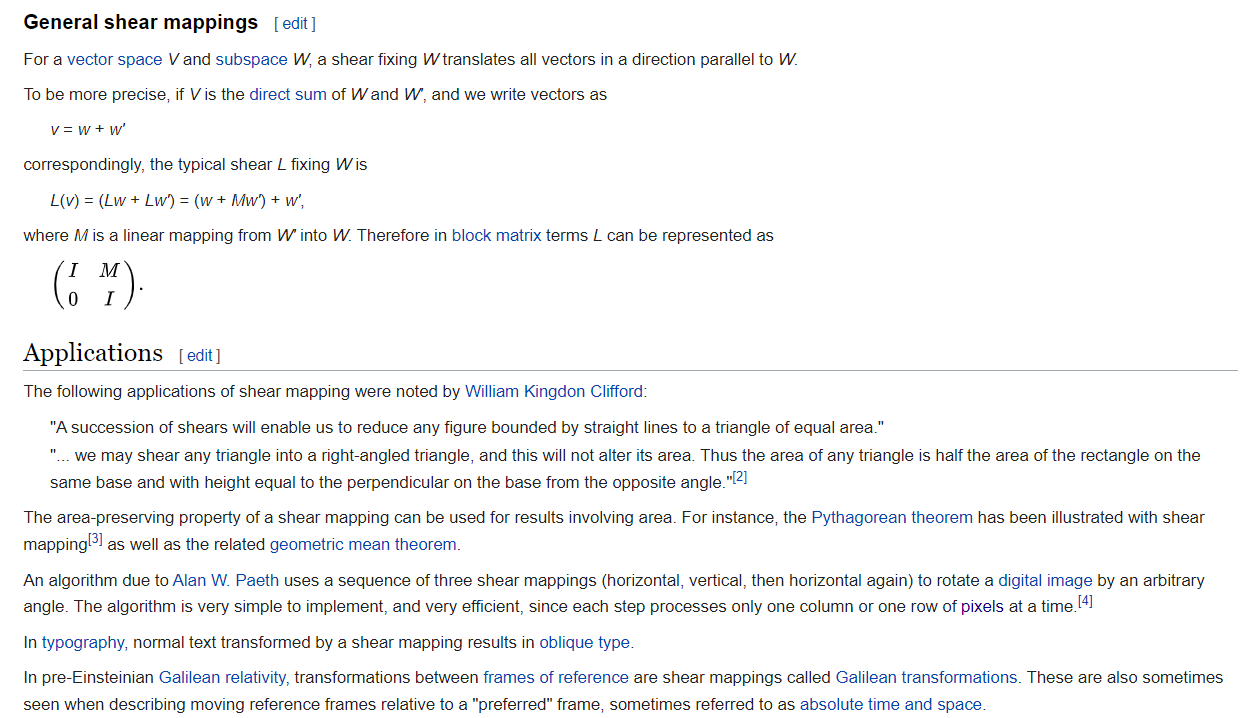 General shear mappings [ edit ]
For a vector space V and subspace W, a shear fixing W translates all vectors in a direction parallel to W.
To be more precise, if V is the direct sum of W and W′, and we write vectors as
v = w + w′
correspondingly, the typical shear L fixing W is
L(v) = (Lw + Lw′) = (w + Mw′) + w′,
where M is a linear mapping from W′ into W. Therefore in block matrix terms L can be represented as
( I M
0 I ).
Applications [ edit ]
The following applications of shear mapping were noted by William Kingdon Clifford:
"A succession of shears will enable us to reduce any figure bounded by straight lines to a triangle of equal area."
"... we may shear any triangle into a right-angled triangle, and this will not alter its area. Thus the area of any triangle is half the area of the rectangle on the
same base and with height equal to the perpendicular on the base from the opposite angle."[2]
The area-preserving property of a shear mapping can be used for results involving area. For instance, the Pythagorean theorem has been illustrated with shear
mapping[3] as well as the related geometric mean theorem.
An algorithm due to Alan W. Paeth uses a sequence of three shear mappings (horizontal, vertical, then horizontal again) to rotate a digital image by an arbitrary
angle. The algorithm is very simple to implement, and very efficient, since each step processes only one column or one row of pixels at a time.[4]
In typography, normal text transformed by a shear mapping results in oblique type.
In pre-Einsteinian Galilean relativity, transformations between frames of reference are shear mappings called Galilean transformations. These are also sometimes
seen when describing moving reference frames relative to a "preferred" frame, sometimes referred to as absolute time and space.